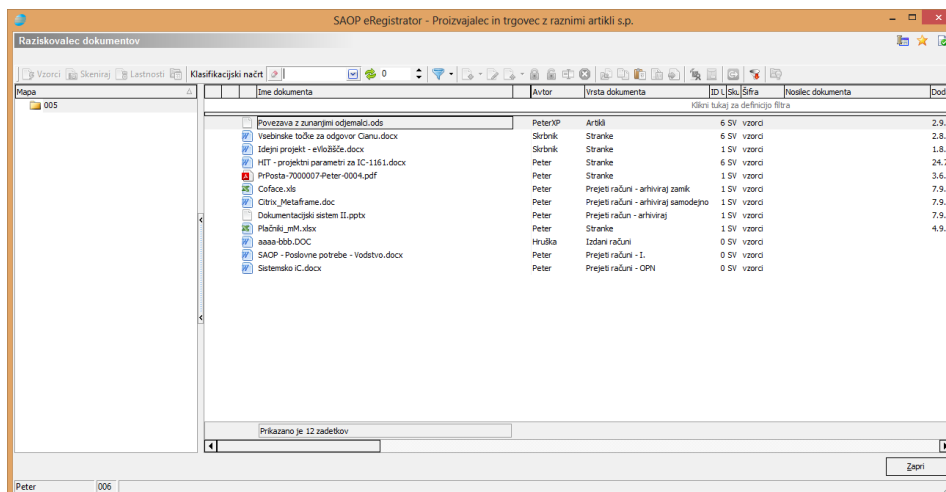 SAOP eRegistrator - Proizvajalec in trgovec z raznimi artikli s.p.
Raziskovalec dokumentov
Vzorci Skeniraj Lastnosti Klasifikacijski načrt 0
Mapa Ime dokumenta Avtor Vrsta dokumenta ID Šifra Nosilec dokumenta Dod
005
Klikni tukaj za definicijo filtra
Povezava z zunanjimi odjemalci.ods PeterXP Artikli 6 SV vzorci 2.9.
Vsebinske točke za odgovor Cianu.docx Skrbnik Stranke 6 SV vzorci 2.8.
Idejni projekt - eVložišče.docx Skrbnik Stranke 1 SV vzorci 1.8.
HIT - projektni parametri za IC-1161.docx Peter Stranke 6 SV vzorci 24.7
PrPosta-7000007-Peter-0004.pdf Peter Stranke 1 SV vzorci 3.6.
Coface.xls Peter Prejeti računi - arhiviraj zamik 1 SV vzorci 7.9.
Citrix_Metaframe.doc Peter Prejeti računi - arhiviraj samodejno 1 SV vzorci 7.9.
Dokumentacijski sistem II.pptx Peter Prejeti račun - arhiviraj 1 SV vzorci 7.9.
Plačniki_mM.xlsx Peter Stranke 1 SV vzorci 4.9.
aaaa-bbb.DOC Hruška Izdani računi 0 SV vzorci
SAOP - Poslovne potrebe - Vodstvo.docx Peter Prejeti računi - I. 0 SV vzorci
Sistemsko iC.docx Peter Prejeti računi - OPN 0 SV vzorci
Prikazano je 12 zadetkov
Zapri
Peter 006